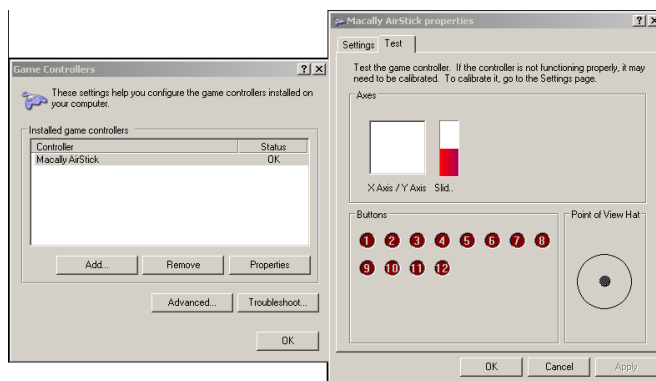 Game Controllers
These settings help you configure the game controllers installed on
your computer.
Installed game controllers
Controller Status
Macally AirStick OK
Add... Remove Properties
Advanced... Troubleshoot...
OK
Macally AirStick properties
Settings Test
Test the game controller. If the controller is not functioning properly, it may
need to be calibrated. To calibrate it, go to the Settings page.
Axes
X Axis / Y Axis Slid..
Buttons
1 2 3 4 5 6 7 8
9 10 11 12
Point of View Hat
OK Cancel Apply